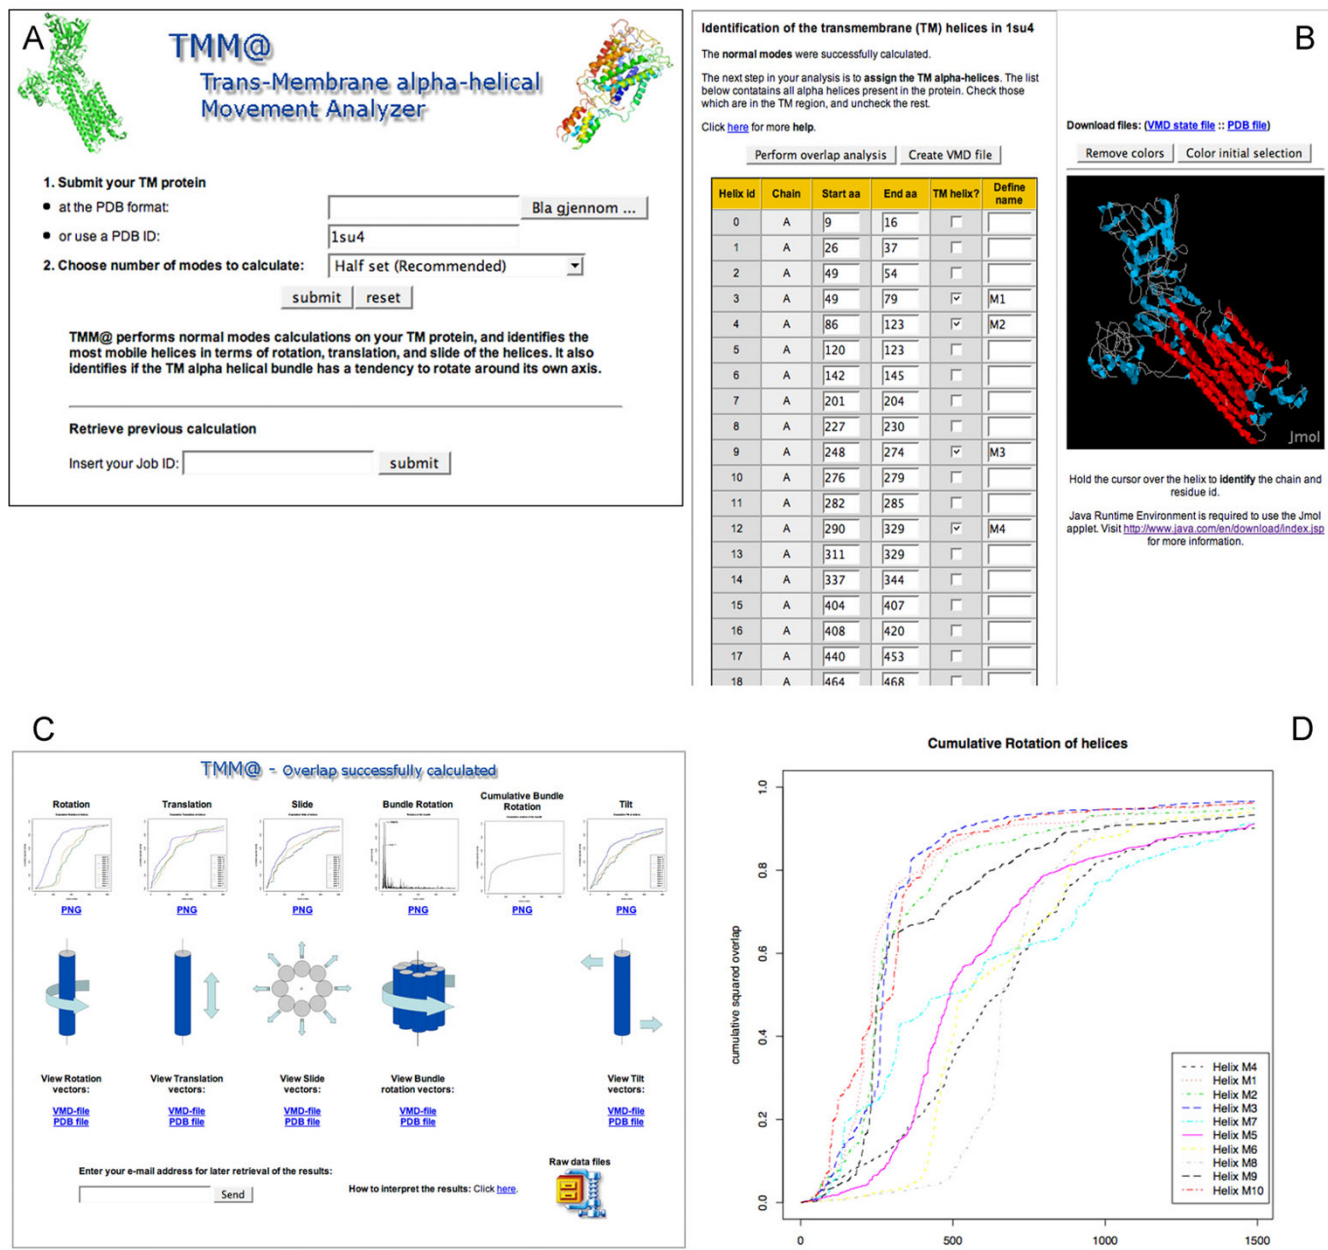 A
TMM@
Trans-Membrane alpha-helical
Movement Analyzer
1. Submit your TM protein
at the PDB format:
Bla gjennom ...
or use a PDB ID:
1su4
2. Choose number of modes to calculate:
Half set (Recommended)
submit reset
TMM@ performs normal modes calculations on your TM protein, and identifies the
most mobile helices in terms of rotation, translation, and slide of the helices. It also
identifies if the TM alpha helical bundle has a tendency to rotate around its own axis.
Retrieve previous calculation
Insert your Job ID:
submit
B
Identification of the transmembrane (TM) helices in 1su4
The normal modes were successfully calculated.
The next step in your analysis is to assign the TM alpha-helices. The list
below contatains all alpha helices present in the protein. Check those
which are in the TM region, and uncheck the rest.
Click here for more help.
Perform overlap analysis Create VMD file
Helix id Chain Start aa End aa TM helix? Define name
0 A 9 16
1 A 26 37
2 A 49 54
3 A 49 79 M1
4 A 86 123 M2
5 A 120 123
6 A 142 145
7 A 201 204
8 A 227 230
9 A 248 274 M3
10 A 276 279
11 A 282 285
12 A 290 329 M4
13 A 311 329
14 A 337 344
15 A 404 407
16 A 408 420
17 A 440 453
18 A 464 468
Download files: (VMD state file :: PDB file)
Remove colors Color initial selection
Jmol
Hold the cursor over the helix to identify the chain and
residue id.
Java Runtime Environment is required to use the Jmol
applet. Visit http://www.java.com/en/download/index.jsp
for more information.
C
TMM@ - Overlap successfully calculated
Rotation Translation Slide Bundle Rotation Cumulative Bundle Rotation Tilt
PNG PNG PNG PNG PNG PNG
View Rotation vectors:
VMD-file
PDB file
View Translation vectors:
VMD-file
PDB file
View Slide vectors:
VMD-file
PDB file
View Bundle rotation vectors:
VMD-file
PDB file
View Tilt vectors:
VMD-file
PDB file
Enter your e-mail address for later retrieval of the results:
Send
How to interpret the results: Click here.
Raw data files
D
Cumulative Rotation of helices
cumulative squared overlap
1.0
0.8
0.6
0.4
0.2
0.0
0 500 1000 1500
Helix M4
Helix M1
Helix M2
Helix M3
Helix M7
Helix M5
Helix M6
Helix M8
Helix M9
Helix M10